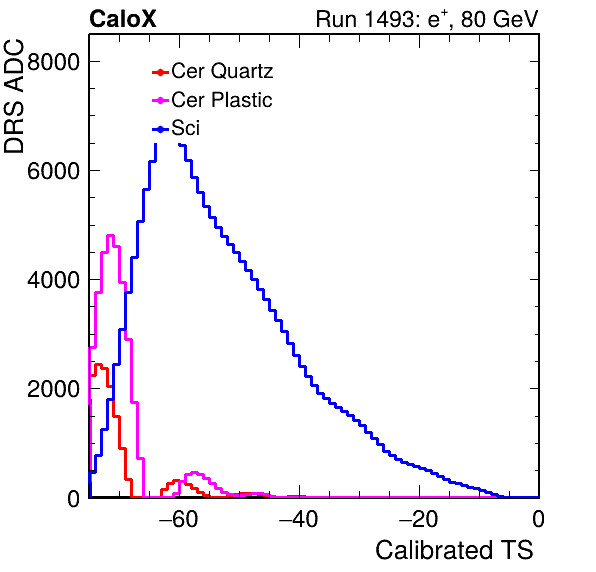 CaloX Run 1493: e⁺, 80 GeV
DRS ADC
8000
6000
4000
2000
0
Cer Quartz
Cer Plastic
Sci
−60 −40 −20 0
Calibrated TS